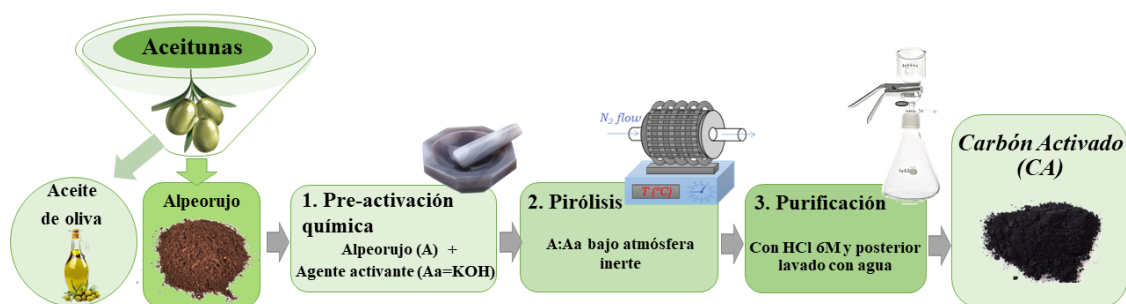 Aceitunas
Aceite
de oliva
Alpeorujo
1. Pre-activación
química
Alpeorujo (A) +
Agente activante (Aa=KOH)
N₂ flow
T (ºC)
2. Pirólisis
A:Aa bajo atmósfera
inerte
3. Purificación
Con HCl 6M y posterior
lavado con agua
Carbón Activado
(CA)